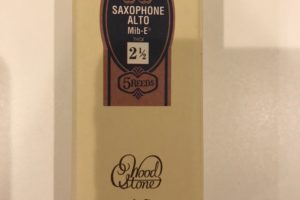 SAXOPHONE
ALTO
Mib-E♭
2½
5 REEDS
Wood
Stone